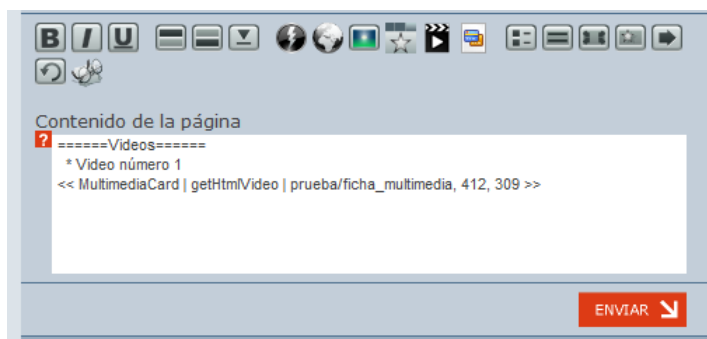 B I U
Contenido de la página
?
======Videos======
* Video número 1
<< MultimediaCard | getHtmlVideo | prueba/ficha_multimedia, 412, 309 >>
ENVIAR